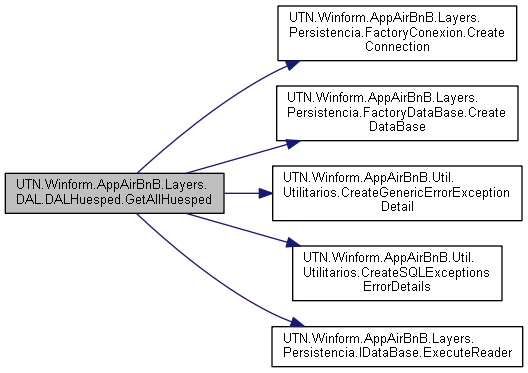 UTN.Winform.AppAirBnB.Layers.
Persistencia.FactoryConexion.Create
Connection
UTN.Winform.AppAirBnB.Layers.
Persistencia.FactoryDataBase.Create
DataBase
UTN.Winform.AppAirBnB.Layers.
DAL.DALHuesped.GetAllHuesped
UTN.Winform.AppAirBnB.Util.
Utilitarios.CreateGenericErrorException
Detail
UTN.Winform.AppAirBnB.Util.
Utilitarios.CreateSQLExceptions
ErrorDetails
UTN.Winform.AppAirBnB.Layers.
Persistencia.IDataBase.ExecuteReader